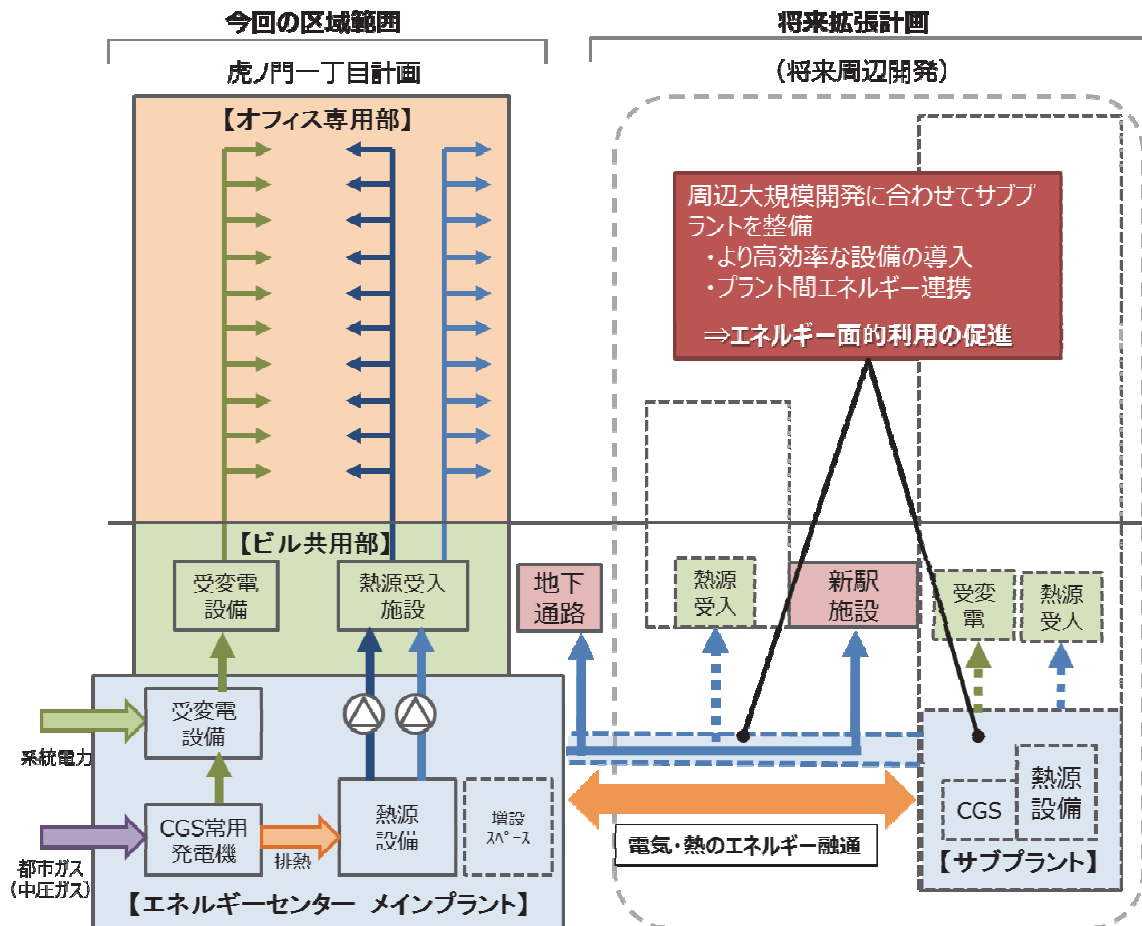 今回の区域範囲
虎ノ門一丁目計画
【オフィス専用部】
【ビル共用部】
受変電
設備
熱源受入
施設
受変電
設備
系統電力
CGS常用
発電機
都市ガス
(中圧ガス)
排熱
熱源
設備
増設
スペース
【エネルギーセンター メインプラント】
地下
通路
将来拡張計画
(将来周辺開発)
周辺大規模開発に合わせてサブプ
ラントを整備
・より高効率な設備の導入
・プラント間エネルギー連携
⇒エネルギー面的利用の促進
熱源
受入
新駅
施設
受変
電
熱源
受入
電気・熱のエネルギー融通
CGS
熱源
設備
【サブプラント】